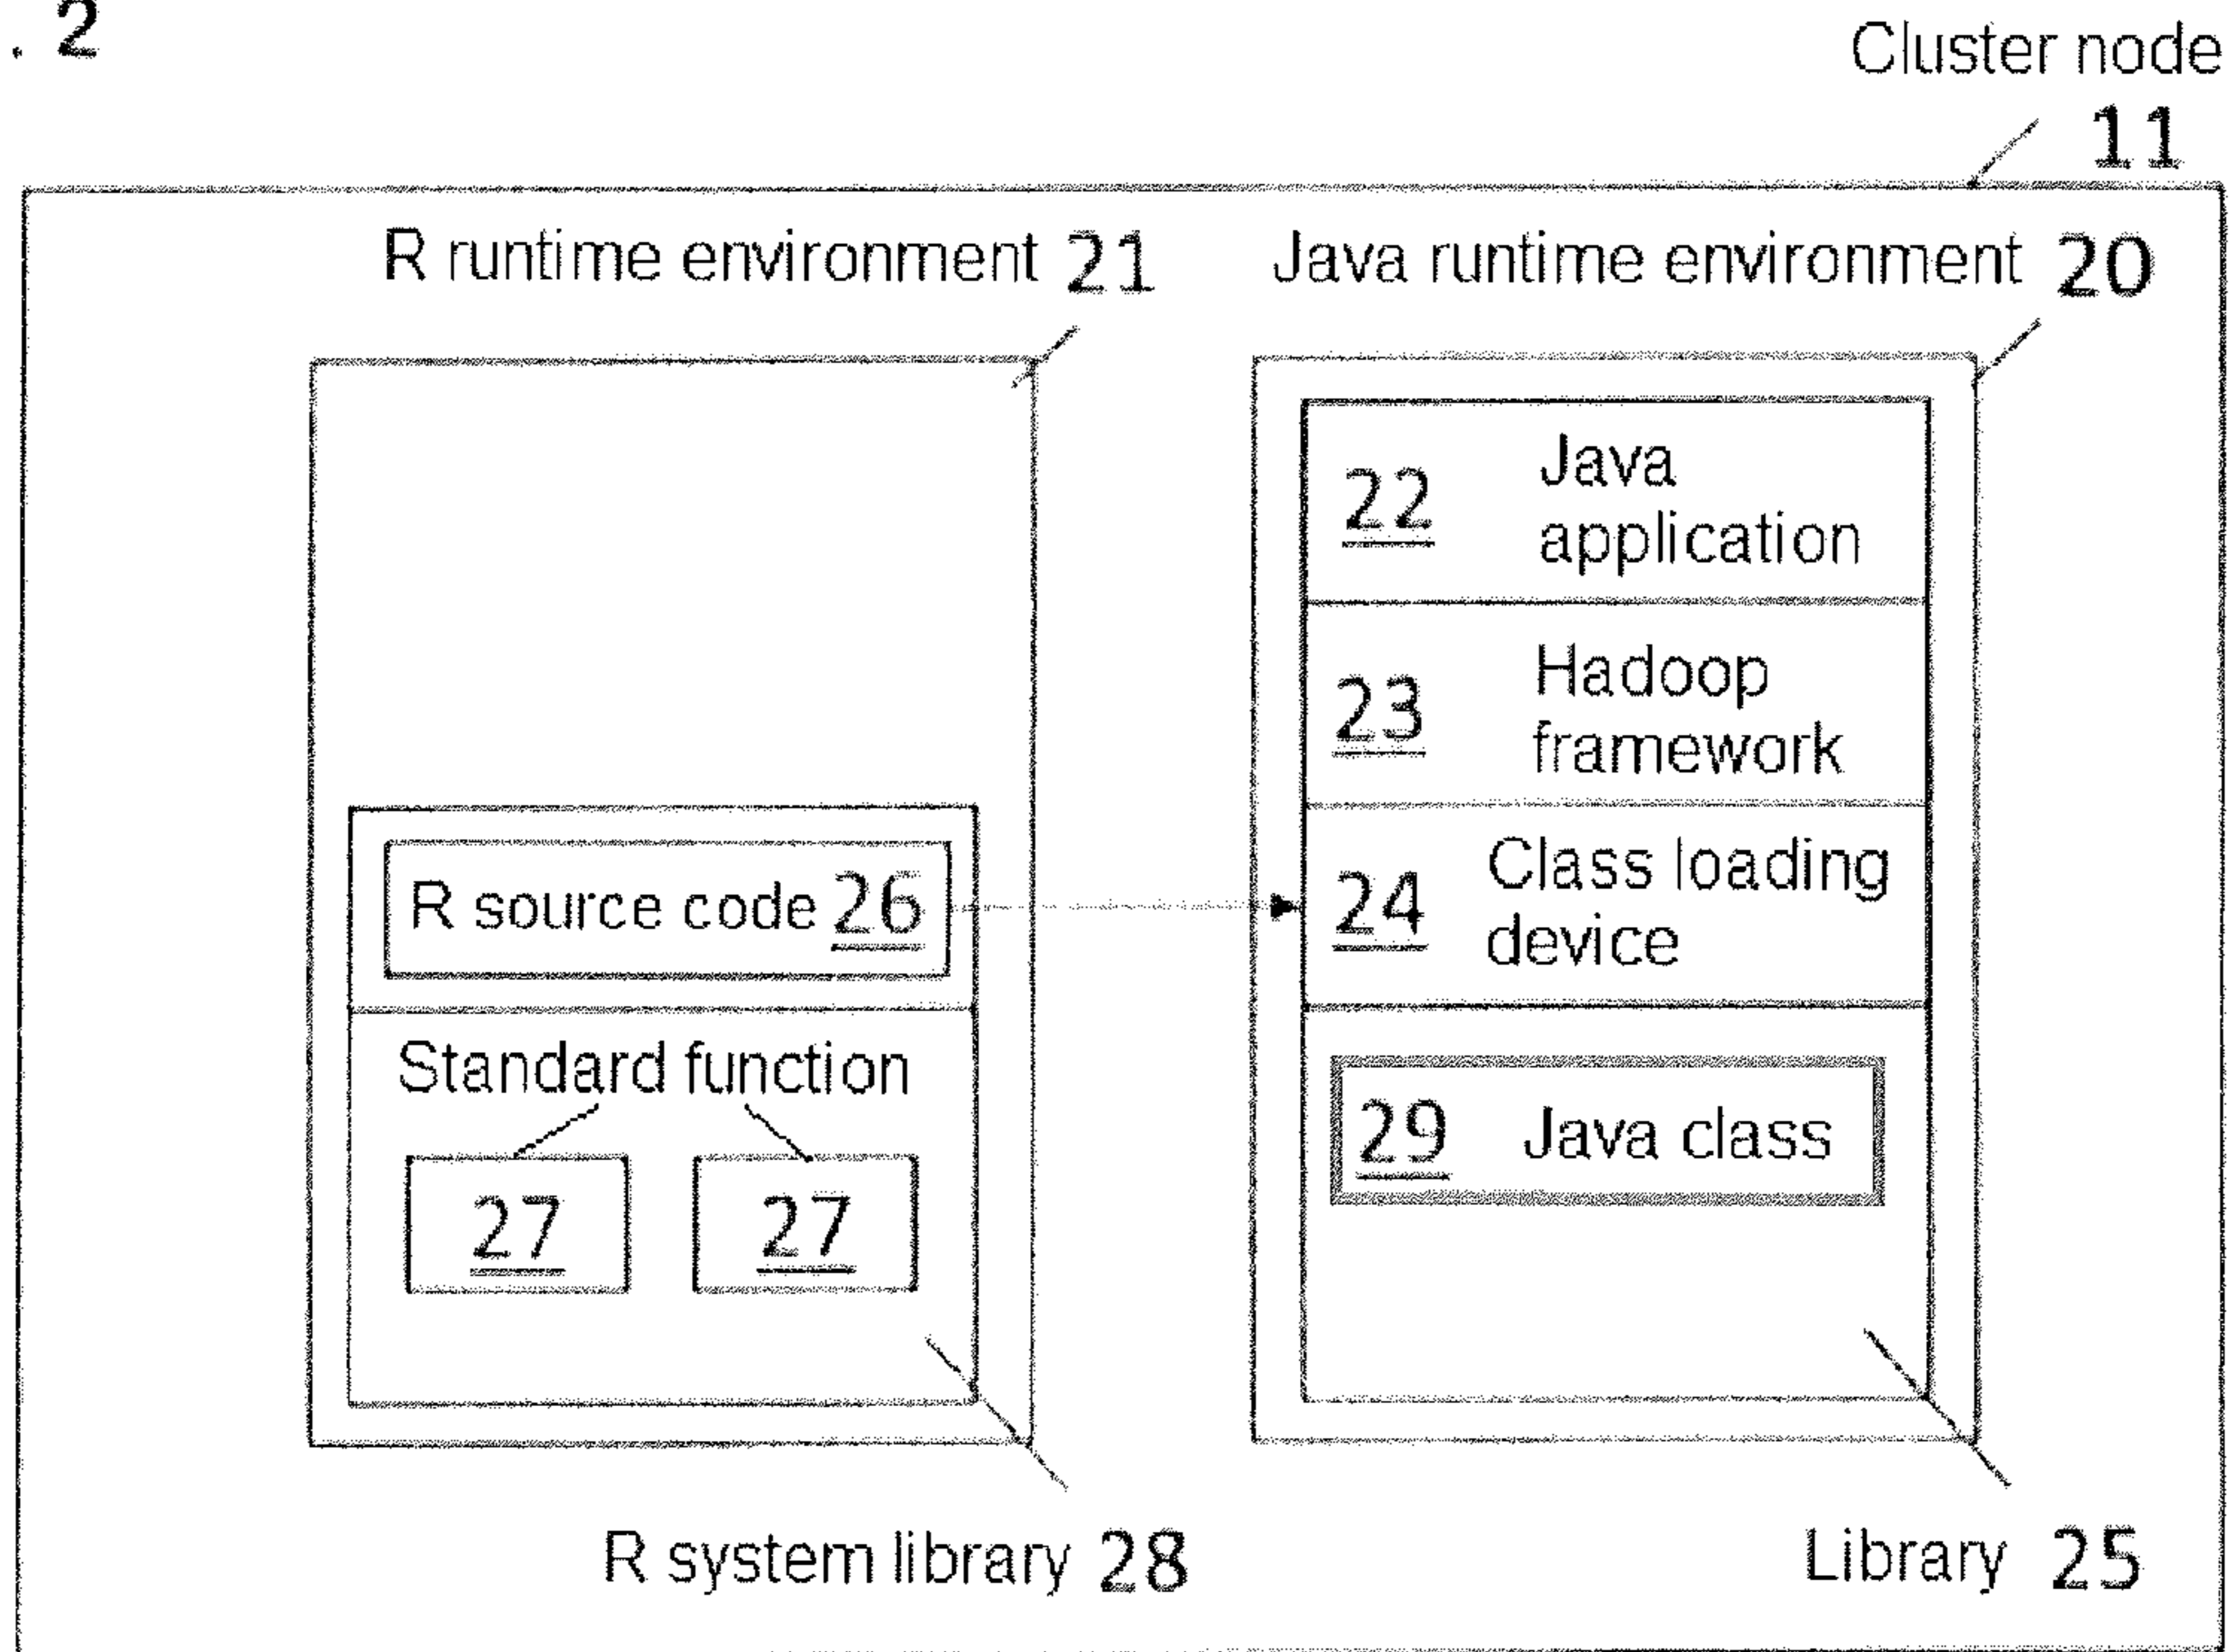 . 2
Cluster node
11
R runtime environment 21
Java runtime environment 20
22 Java
application
23 Hadoop
framework
R source code 26
24 Class loading
device
Standard function
27 27
29 Java class
R system library 28
Library 25